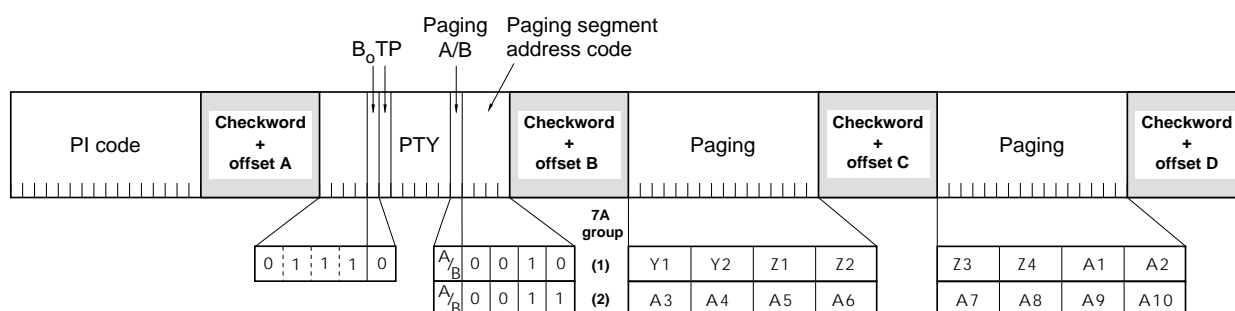 Paging Paging segment
B₀TP A/B address code
PI code
Checkword
+
offset A
PTY
Checkword
+
offset B
Paging
Checkword
+
offset C
Paging
Checkword
+
offset D
7A
group
0 1 1 1 0 A/B 0 0 1 0 (1) Y1 Y2 Z1 Z2 Z3 Z4 A1 A2
A/B 0 0 1 1 (2) A3 A4 A5 A6 A7 A8 A9 A10